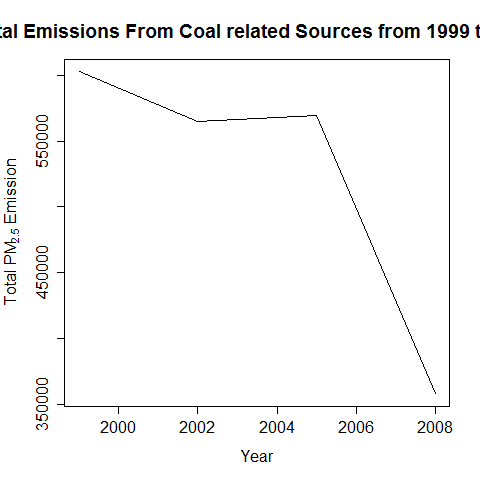 tal Emissions From Coal related Sources from 1999 t
Total PM2.5 Emission
550000
450000
350000
2000 2002 2004 2006 2008
Year